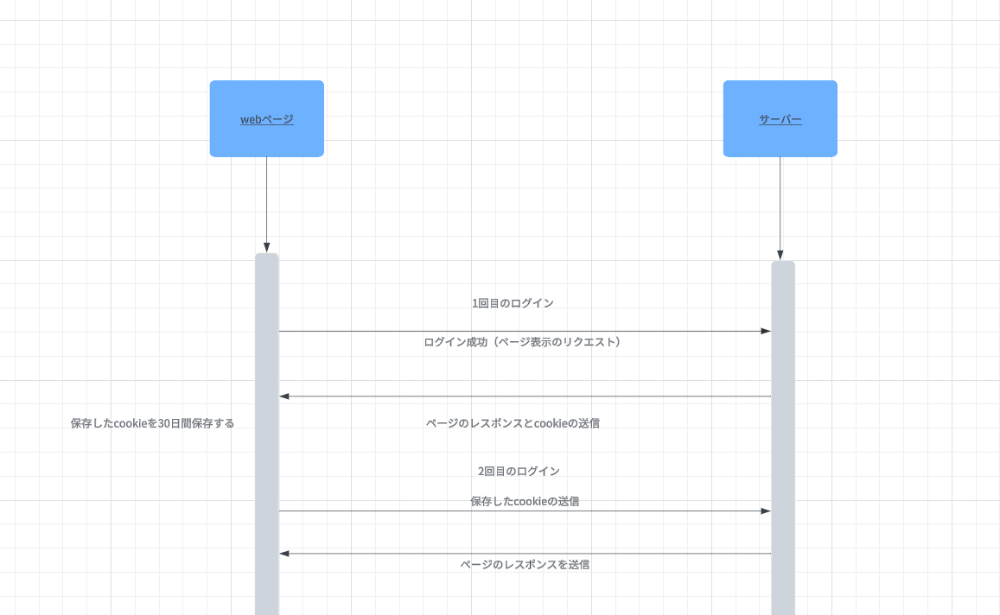 webページ
サーバー
1回目のログイン
ログイン成功（ページ表示のリクエスト）
保存したcookieを30日間保存する
ページのレスポンスとcookieの送信
2回目のログイン
保存したcookieの送信
ページのレスポンスを送信